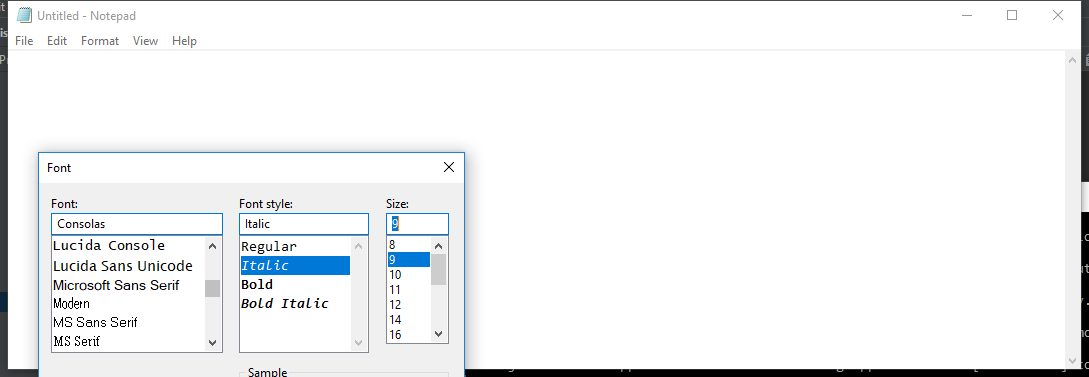 Untitled - Notepad
File Edit Format View Help
Font
Font: Font style: Size:
Consolas Italic 9
Lucida Console Regular 8
Lucida Sans Unicode Italic 9
Microsoft Sans Serif Bold 10
Modern Bold Italic 11
MS Sans Serif 12
MS Serif 14
16
Sample